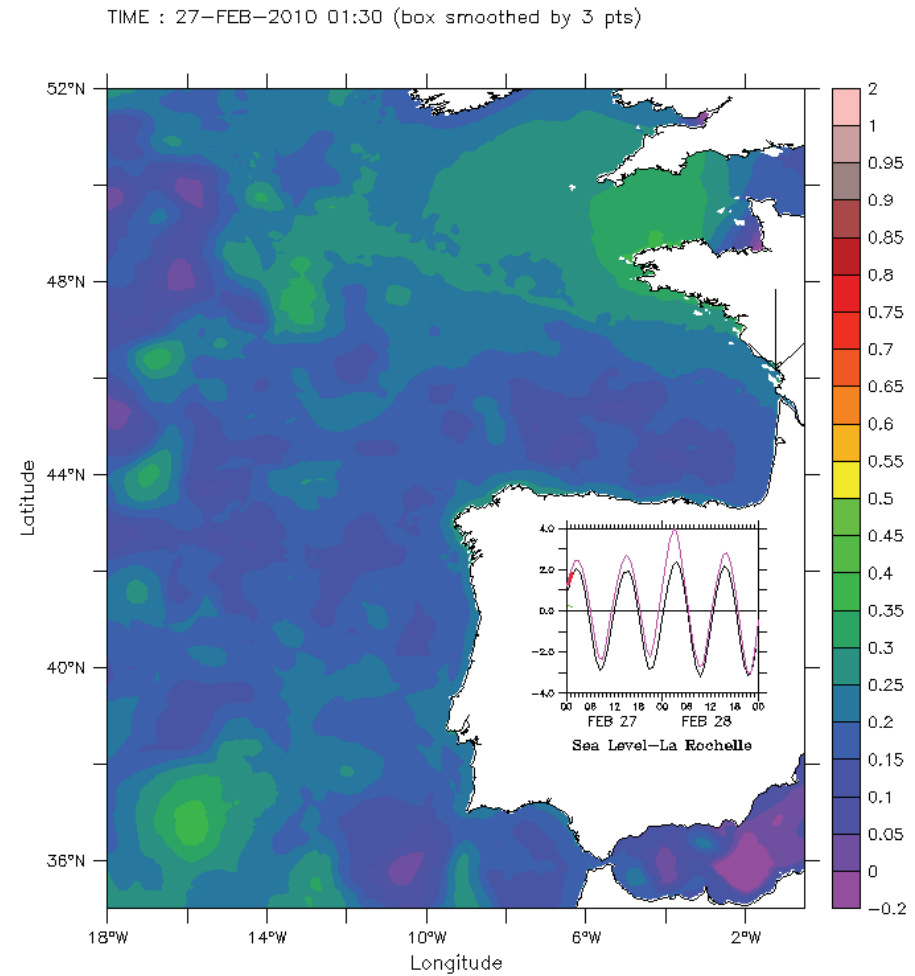 TIME : 27-FEB-2010 01:30 (box smoothed by 3 pts)
52°N
48°N
44°N
40°N
36°N
Latitude
18°W 14°W 10°W 6°W 2°W
Longitude
2
1
0.95
0.9
0.85
0.8
0.75
0.7
0.65
0.6
0.55
0.5
0.45
0.4
0.35
0.3
0.25
0.2
0.15
0.1
0.05
0
-0.2
4.0
2.0
0.0
-2.0
-4.0
00 08 12 18 00 08 12 18 00
FEB 27 FEB 28
Sea Level-La Rochelle